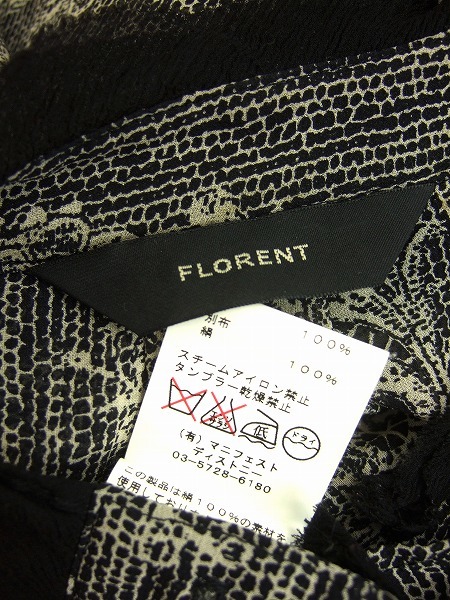 FLORENT
100%
別布
絹 100%
スチームアイロン禁止
タンブラー乾燥禁止
低 ドライ
(有) マニフェスト
ディストニー
03-5728-6180
この製品は絹100%の素材を
使用しており